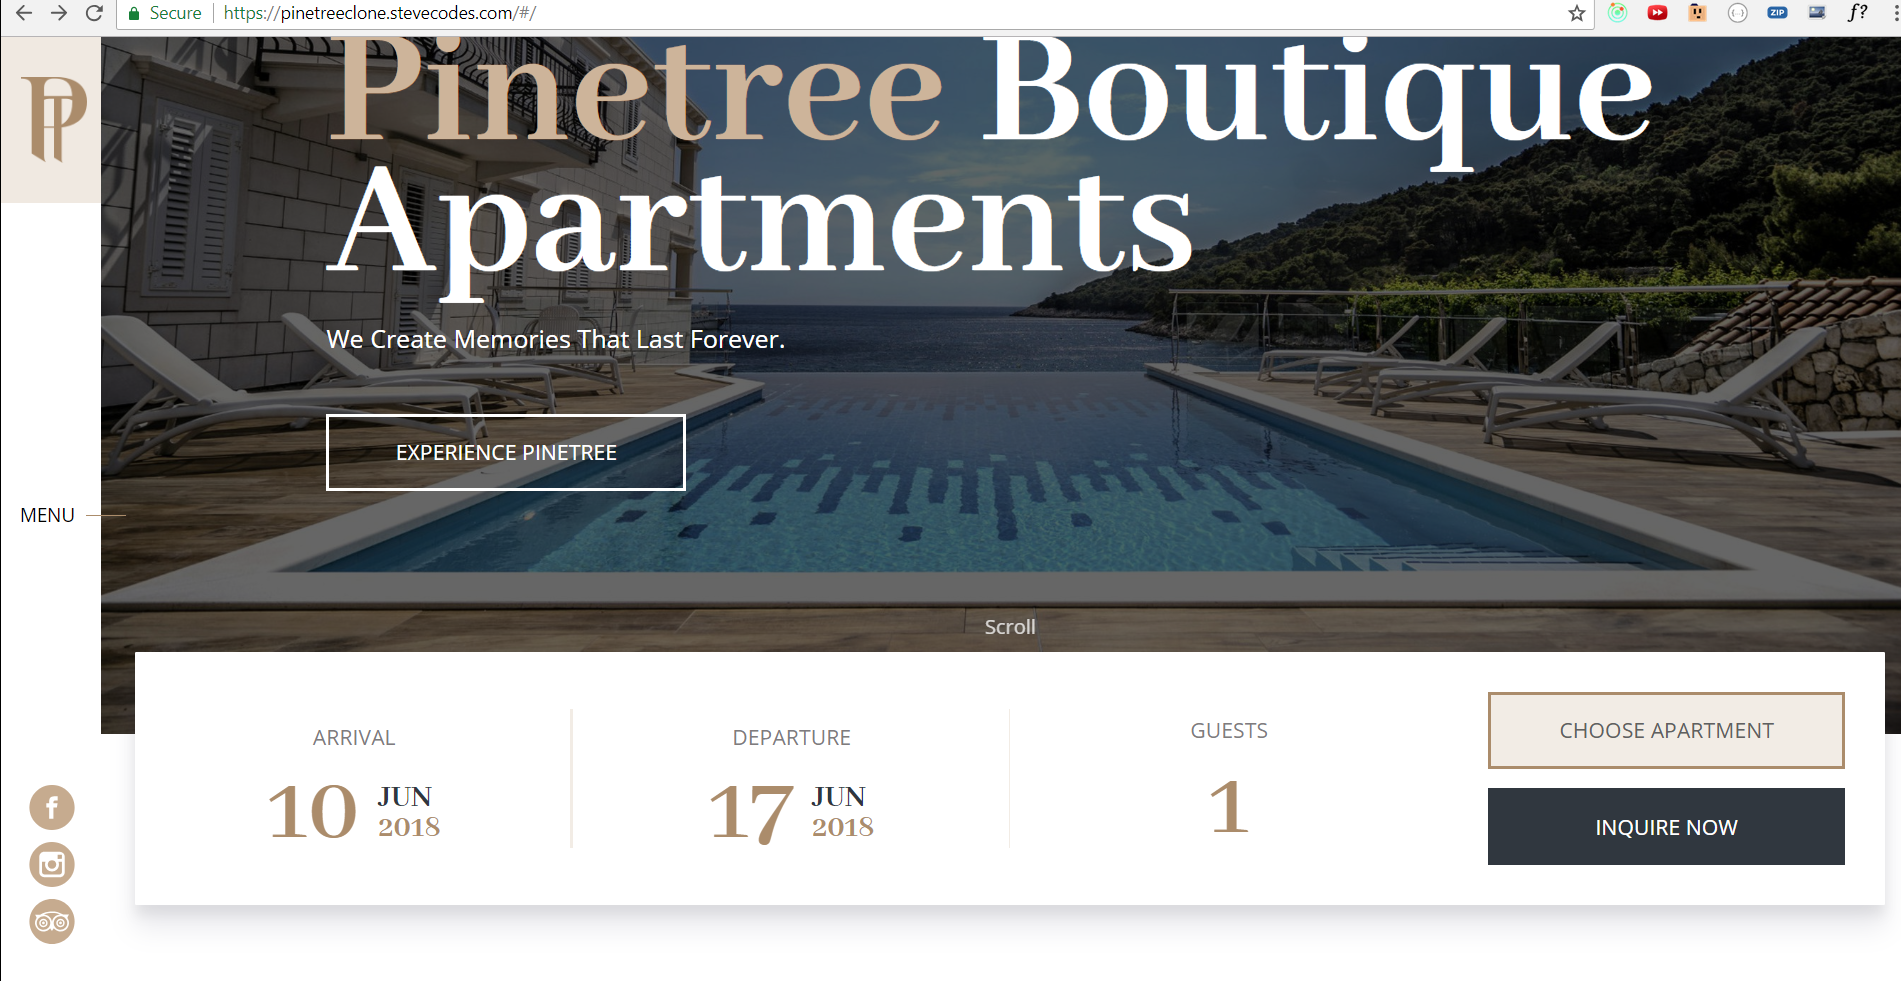 Secure
https://pinetreeclone.stevecodes.com/#/
ZIP
f?
Pinetree Boutique
Apartments
We Create Memories That Last Forever.
EXPERIENCE PINETREE
MENU
Scroll
ARRIVAL
10 JUN
2018
DEPARTURE
17 JUN
2018
GUESTS
1
CHOOSE APARTMENT
INQUIRE NOW